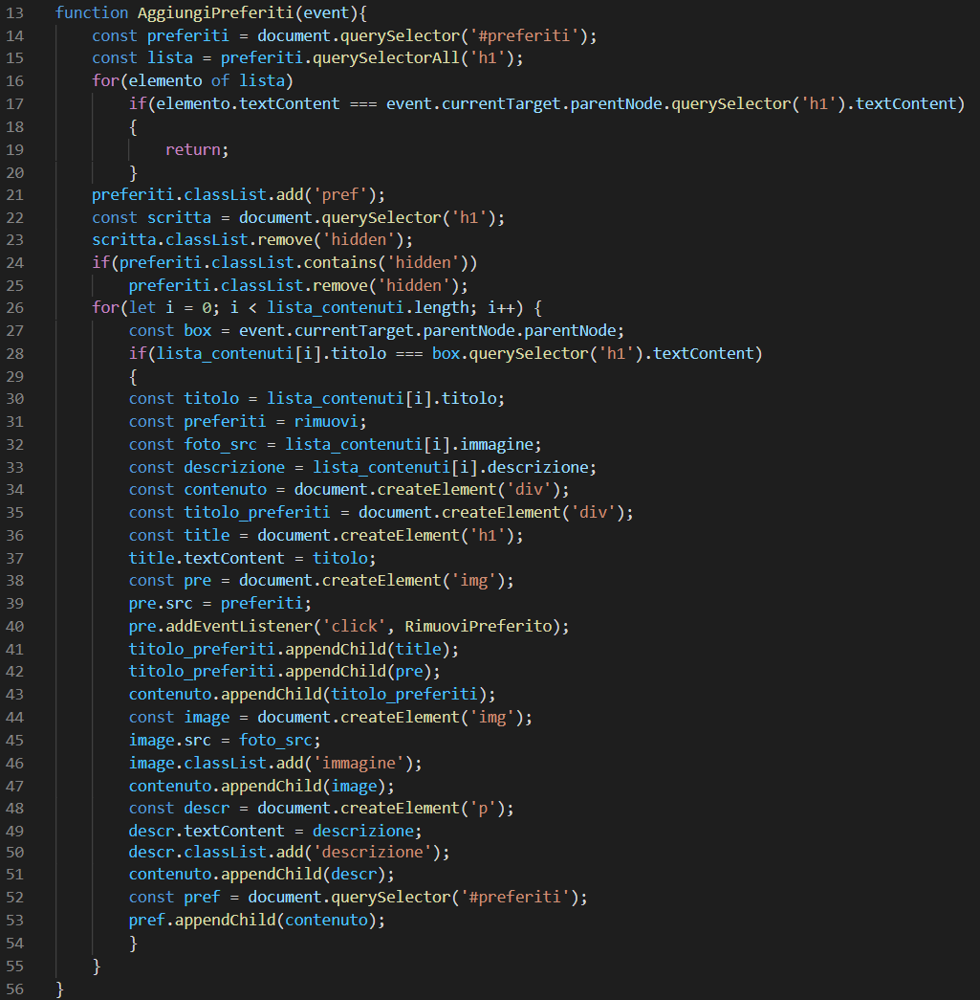 13 function AggiungiPreferiti(event){
14 const preferiti = document.querySelector('#preferiti');
15 const lista = preferiti.querySelectorAll('h1');
16 for(elemento of lista)
17 if(elemento.textContent === event.currentTarget.parentNode.querySelector('h1').textContent)
18 {
19 return;
20 }
21 preferiti.classList.add('pref');
22 const scritta = document.querySelector('h1');
23 scritta.classList.remove('hidden');
24 if(preferiti.classList.contains('hidden'))
25 preferiti.classList.remove('hidden');
26 for(let i = 0; i < lista_contenuti.length; i++) {
27 const box = event.currentTarget.parentNode.parentNode;
28 if(lista_contenuti[i].titolo === box.querySelector('h1').textContent)
29 {
30 const titolo = lista_contenuti[i].titolo;
31 const preferiti = rimuovi;
32 const foto_src = lista_contenuti[i].immagine;
33 const descrizione = lista_contenuti[i].descrizione;
34 const contenuto = document.createElement('div');
35 const titolo_preferiti = document.createElement('div');
36 const title = document.createElement('h1');
37 title.textContent = titolo;
38 const pre = document.createElement('img');
39 pre.src = preferiti;
40 pre.addEventListener('click', RimuoviPreferito);
41 titolo_preferiti.appendChild(title);
42 titolo_preferiti.appendChild(pre);
43 contenuto.appendChild(titolo_preferiti);
44 const image = document.createElement('img');
45 image.src = foto_src;
46 image.classList.add('immagine');
47 contenuto.appendChild(image);
48 const descr = document.createElement('p');
49 descr.textContent = descrizione;
50 descr.classList.add('descrizione');
51 contenuto.appendChild(descr);
52 const pref = document.querySelector('#preferiti');
53 pref.appendChild(contenuto);
54 }
55 }
56 }